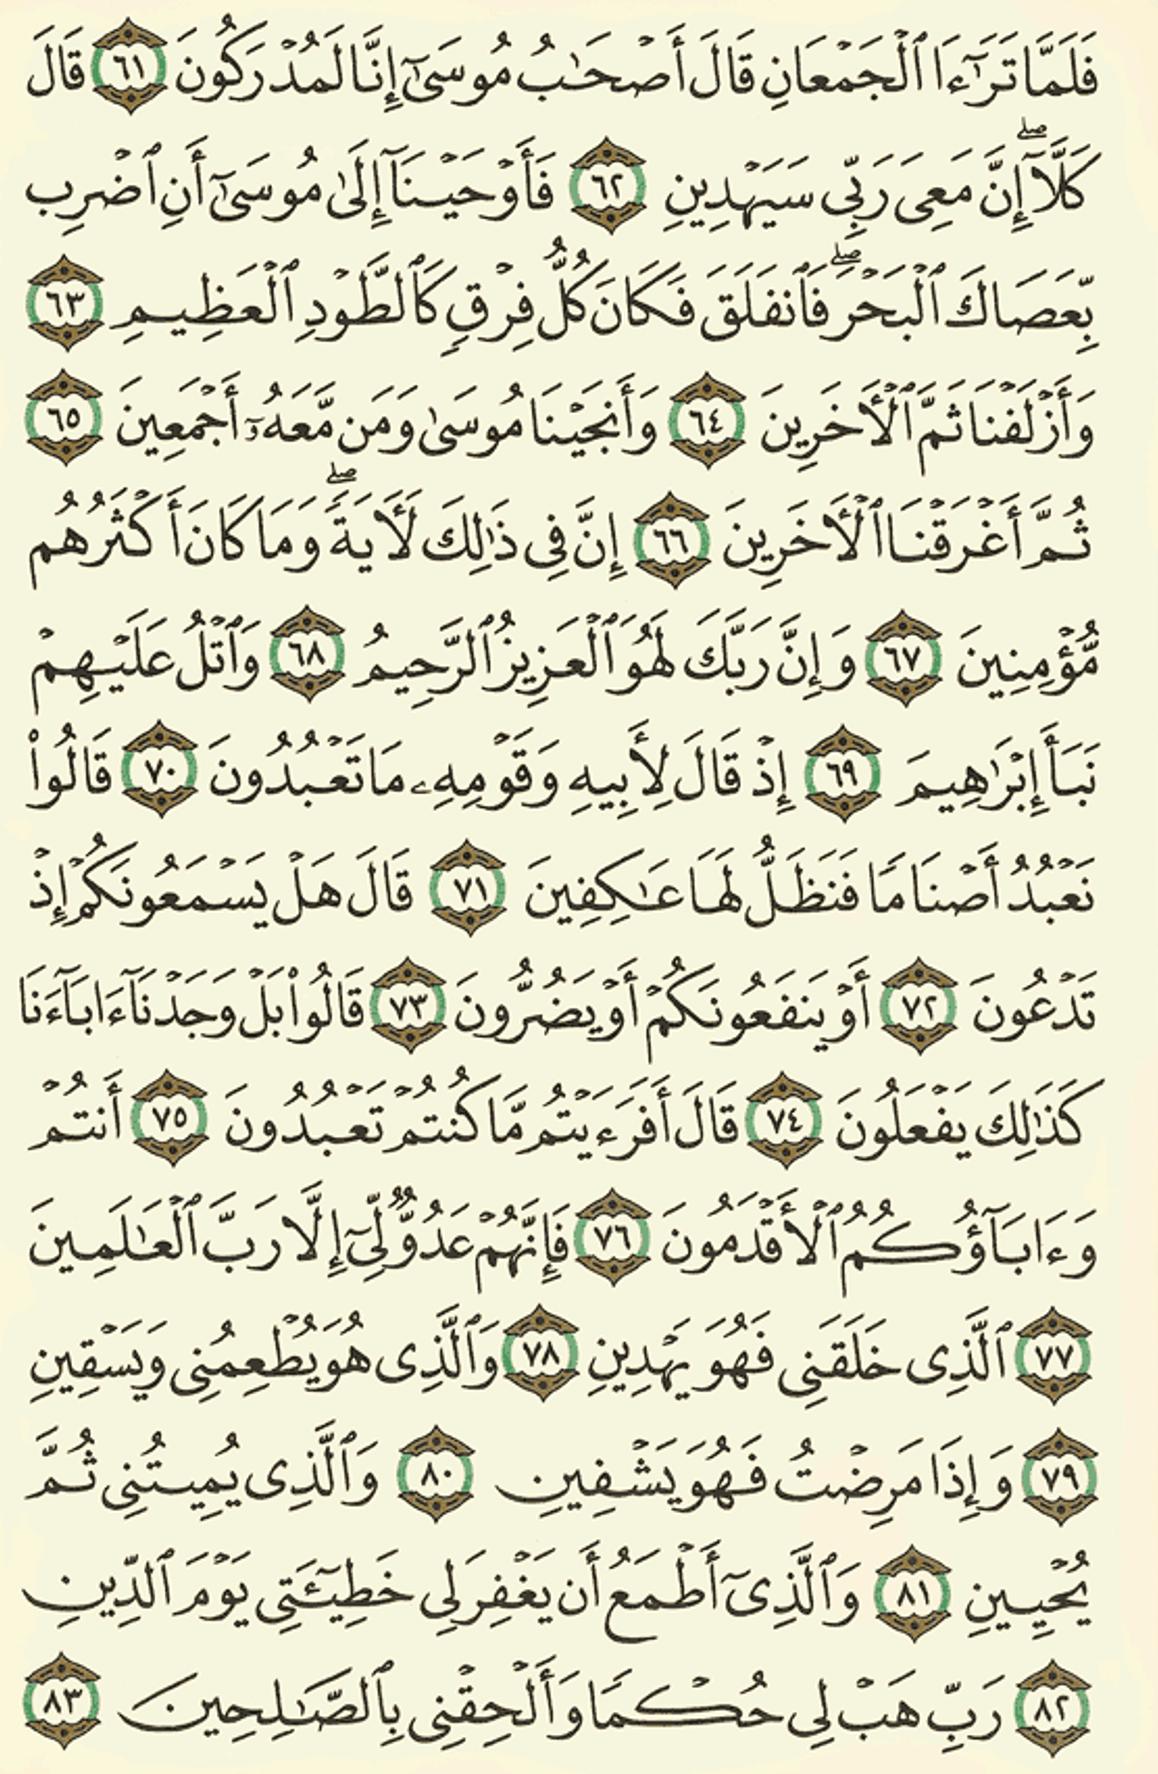 فَلَمَّا تَرَٰٓءَا ٱلْجَمْعَانِ قَالَ أَصْحَٰبُ مُوسَىٰٓ إِنَّا لَمُدْرَكُونَ ٦١ قَالَ
كَلَّآ ۖ إِنَّ مَعِىَ رَبِّى سَيَهْدِينِ ٦٢ فَأَوْحَيْنَآ إِلَىٰ مُوسَىٰٓ أَنِ ٱضْرِب
بِّعَصَاكَ ٱلْبَحْرَ ۖ فَٱنفَلَقَ فَكَانَ كُلُّ فِرْقٍ كَٱلطَّوْدِ ٱلْعَظِيمِ ٦٣
وَأَزْلَفْنَا ثَمَّ ٱلْءَاخَرِينَ ٦٤ وَأَنجَيْنَا مُوسَىٰ وَمَن مَّعَهُۥٓ أَجْمَعِينَ ٦٥
ثُمَّ أَغْرَقْنَا ٱلْءَاخَرِينَ ٦٦ إِنَّ فِى ذَٰلِكَ لَءَايَةً ۖ وَمَا كَانَ أَكْثَرُهُم
مُّؤْمِنِينَ ٦٧ وَإِنَّ رَبَّكَ لَهُوَ ٱلْعَزِيزُ ٱلرَّحِيمُ ٦٨ وَٱتْلُ عَلَيْهِمْ
نَبَأَ إِبْرَٰهِيمَ ٦٩ إِذْ قَالَ لِأَبِيهِ وَقَوْمِهِۦ مَا تَعْبُدُونَ ٧٠ قَالُوا۟
نَعْبُدُ أَصْنَامًا فَنَظَلُّ لَهَا عَٰكِفِينَ ٧١ قَالَ هَلْ يَسْمَعُونَكُمْ إِذْ
تَدْعُونَ ٧٢ أَوْ يَنفَعُونَكُمْ أَوْ يَضُرُّونَ ٧٣ قَالُوا۟ بَلْ وَجَدْنَآ ءَابَآءَنَا
كَذَٰلِكَ يَفْعَلُونَ ٧٤ قَالَ أَفَرَءَيْتُم مَّا كُنتُمْ تَعْبُدُونَ ٧٥ أَنتُمْ
وَءَابَآؤُكُمُ ٱلْأَقْدَمُونَ ٧٦ فَإِنَّهُمْ عَدُوٌّ لِّىٓ إِلَّا رَبَّ ٱلْعَٰلَمِينَ
٧٧ ٱلَّذِى خَلَقَنِى فَهُوَ يَهْدِينِ ٧٨ وَٱلَّذِى هُوَ يُطْعِمُنِى وَيَسْقِينِ
٧٩ وَإِذَا مَرِضْتُ فَهُوَ يَشْفِينِ ٨٠ وَٱلَّذِى يُمِيتُنِى ثُمَّ
يُحْيِينِ ٨١ وَٱلَّذِىٓ أَطْمَعُ أَن يَغْفِرَ لِى خَطِيٓـَٔتِى يَوْمَ ٱلدِّينِ
٨٢ رَبِّ هَبْ لِى حُكْمًا وَأَلْحِقْنِى بِٱلصَّٰلِحِينَ ٨٣